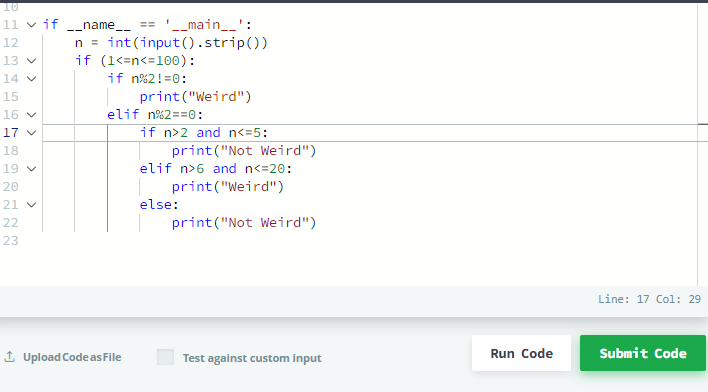 10
11 if __name__ == '__main__':
12     n = int(input().strip())
13     if (1<=n<=100):
14         if n%2!=0:
15             print("Weird")
16         elif n%2==0:
17             if n>2 and n<=5:
18                 print("Not Weird")
19             elif n>6 and n<=20:
20                 print("Weird")
21             else:
22                 print("Not Weird")
23
Line: 17 Col: 29
Upload Code as File Test against custom input Run Code Submit Code